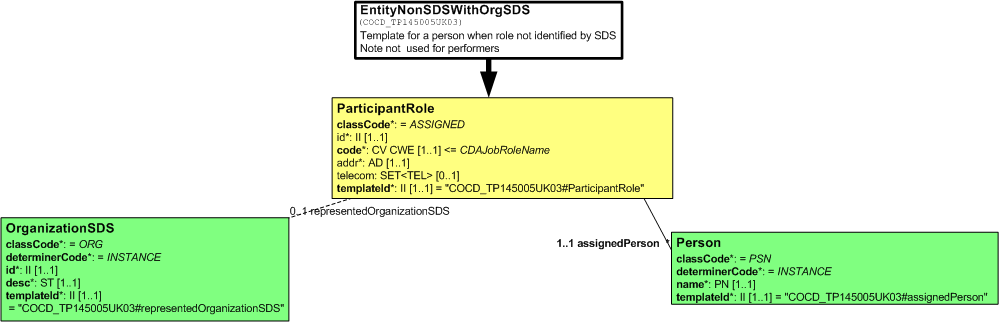 EntityNonSDSWithOrgSDS
(COCD_TP145005UK03)
Template for a person when role not identified by SDS
Note not used for performers
ParticipantRole
classCode*: = ASSIGNED
id*: II [1..1]
code*: CV CWE [1..1] <= CDAJobRoleName
addr*: AD [1..1]
telecom: SET<TEL> [0..1]
templateId*: II [1..1] = "COCD_TP145005UK03#ParticipantRole"
0..1 representedOrganizationSDS
OrganizationSDS
classCode*: = ORG
determinerCode*: = INSTANCE
id*: II [1..1]
desc*: ST [1..1]
templateId*: II [1..1]
= "COCD_TP145005UK03#representedOrganizationSDS"
1..1 assignedPerson *
Person
classCode*: = PSN
determinerCode*: = INSTANCE
name*: PN [1..1]
templateId*: II [1..1] = "COCD_TP145005UK03#assignedPerson"